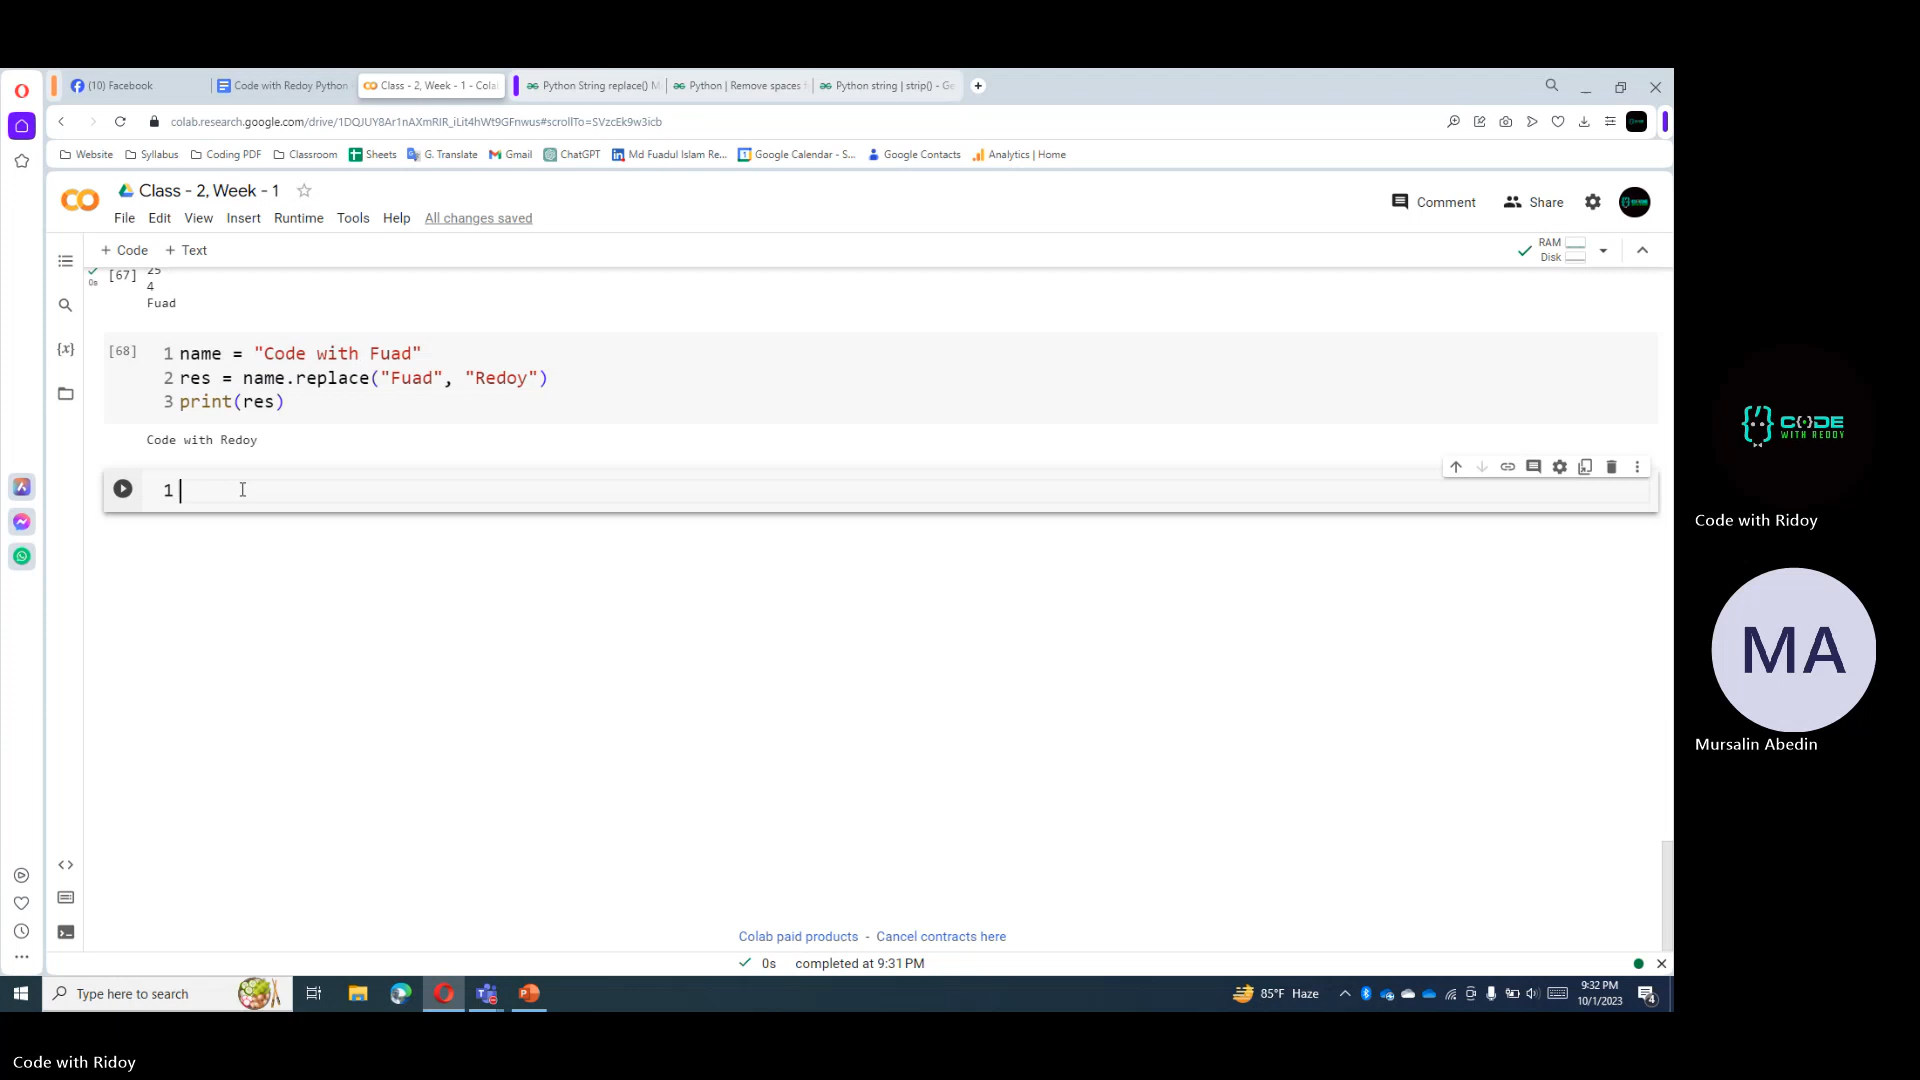 (10) Facebook
Code with Redoy Python
Class - 2, Week - 1 - Cola
Python String replace() M
Python | Remove spaces
Python string | strip() - Ge
colab.research.google.com/drive/1DQJUY8Ar1nAXmRIR_iLit4hWt9GFnwus#scrollTo=SVzcEk9w3icb
Website
Syllabus
Coding PDF
Classroom
Sheets
G. Translate
Gmail
ChatGPT
Md Fuadul Islam Re...
Google Calendar - S...
Google Contacts
Analytics | Home
Class - 2, Week - 1
Comment
Share
File Edit View Insert Runtime Tools Help All changes saved
+ Code + Text
RAM
Disk
25
[67]
0s
4
Fuad
[68]
1 name = "Code with Fuad"
2 res = name.replace("Fuad", "Redoy")
3 print(res)
Code with Redoy
1
{x}
CODE
WITH REDOY
Code with Ridoy
MA
Mursalin Abedin
Colab paid products - Cancel contracts here
0s completed at 9:31 PM
Type here to search
85°F Haze
9:32 PM
10/1/2023
4
Code with Ridoy